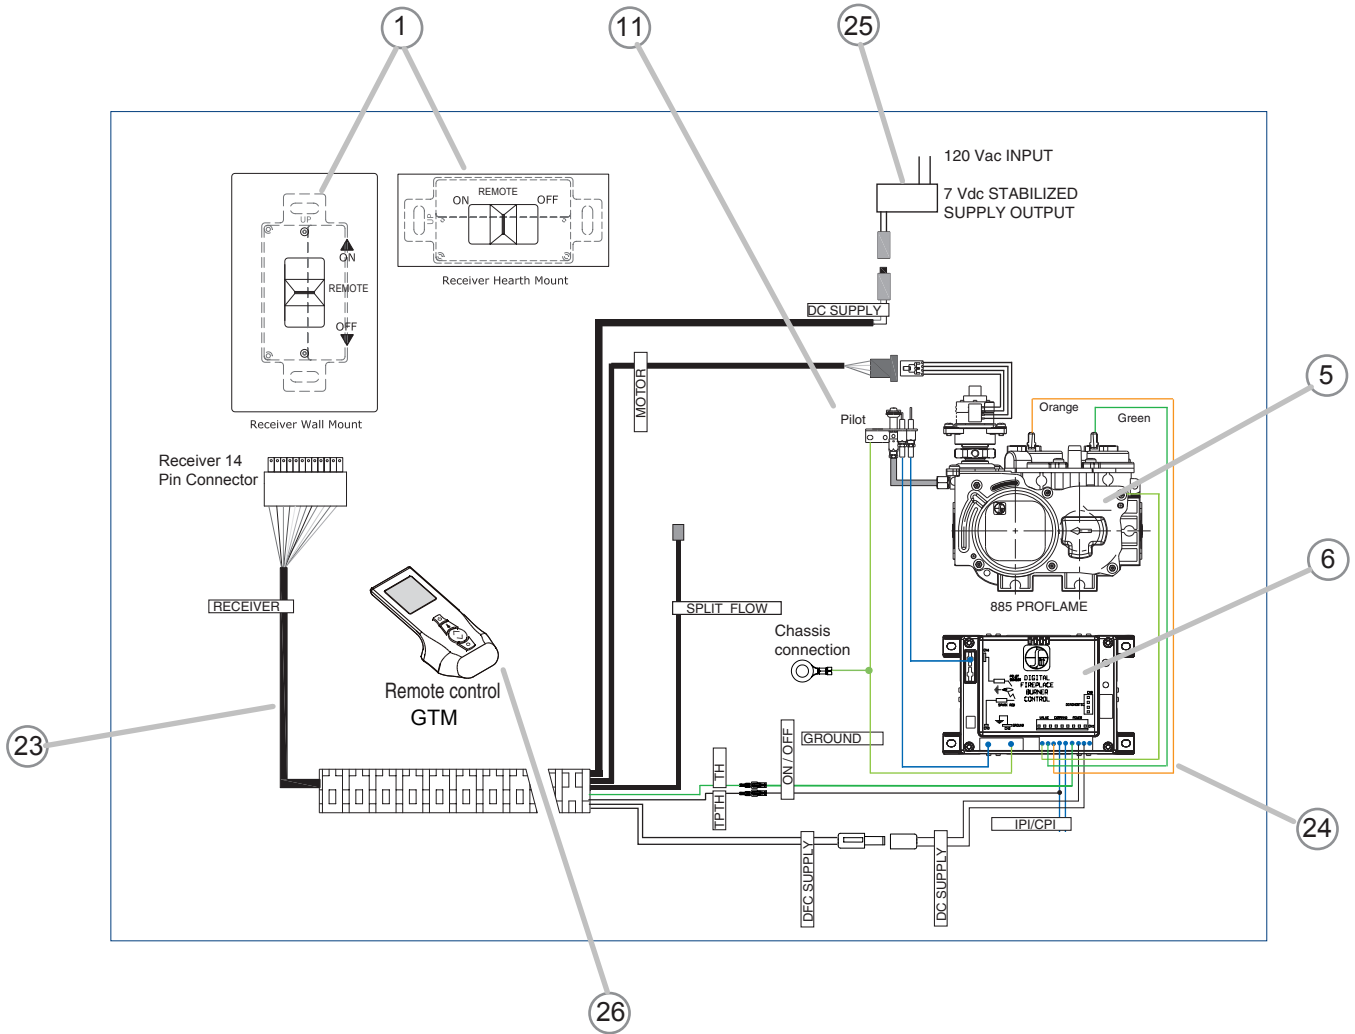 1
11
25
120 Vac INPUT
7 Vdc STABILIZED
SUPPLY OUTPUT
UP
ON
REMOTE
OFF
Receiver Wall Mount
UP
REMOTE
ON
OFF
Receiver Hearth Mount
DC SUPPLY
MOTOR
Pilot
Orange
Green
5
Receiver 14
Pin Connector
RECEIVER
SPLIT FLOW
885 PROFLAME
6
Chassis
connection
DIGITAL
FIREPLACE
BURNER
CONTROL
Remote control
GTM
23
GROUND
ON / OFF
TH
TPTH
IPI/CPI
24
DFC SUPPLY
DC SUPPLY
26